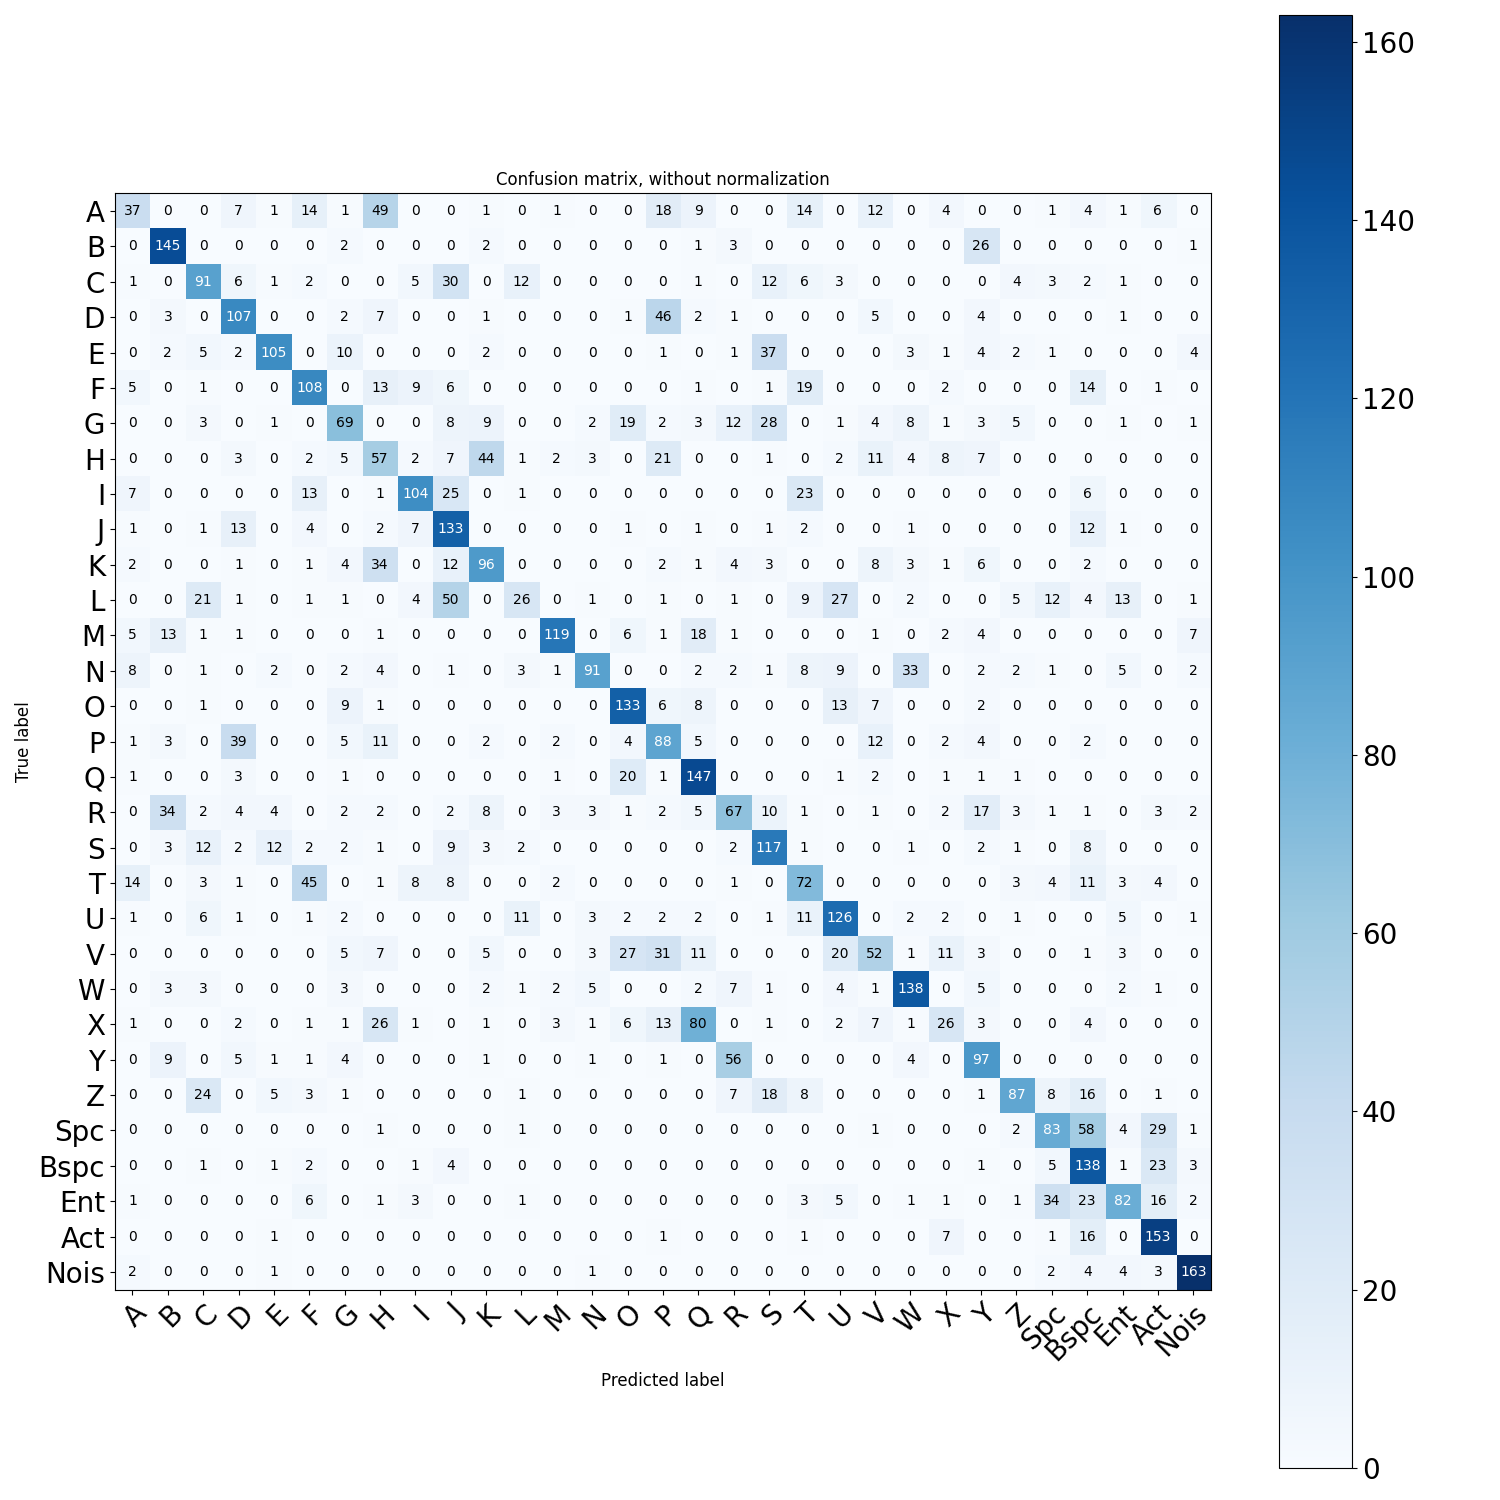 Confusion matrix, without normalization
A 37 0 0 7 1 14 1 49 0 0 1 0 1 0 0 18 9 0 0 14 0 12 0 4 0 0 1 4 1 6 0
B 0 145 0 0 0 0 2 0 0 0 2 0 0 0 0 0 1 3 0 0 0 0 0 0 26 0 0 0 0 0 1
C 1 0 91 6 1 2 0 0 5 30 0 12 0 0 0 0 1 0 12 6 3 0 0 0 0 4 3 2 1 0 0
D 0 3 0 107 0 0 2 7 0 0 1 0 0 0 1 46 2 1 0 0 0 5 0 0 4 0 0 0 1 0 0
E 0 2 5 2 105 0 10 0 0 0 2 0 0 0 0 1 0 1 37 0 0 0 3 1 4 2 1 0 0 0 4
F 5 0 1 0 0 108 0 13 9 6 0 0 0 0 0 0 1 0 1 19 0 0 0 2 0 0 0 14 0 1 0
G 0 0 3 0 1 0 69 0 0 8 9 0 0 2 19 2 3 12 28 0 1 4 8 1 3 5 0 0 1 0 1
H 0 0 0 3 0 2 5 57 2 7 44 1 2 3 0 21 0 0 1 0 2 11 4 8 7 0 0 0 0 0 0
I 7 0 0 0 0 13 0 1 104 25 0 1 0 0 0 0 0 0 0 23 0 0 0 0 0 0 0 6 0 0 0
J 1 0 1 13 0 4 0 2 7 133 0 0 0 0 1 0 1 0 1 2 0 0 1 0 0 0 0 12 1 0 0
K 2 0 0 1 0 1 4 34 0 12 96 0 0 0 0 2 1 4 3 0 0 8 3 1 6 0 0 2 0 0 0
L 0 0 21 1 0 1 1 0 4 50 0 26 0 1 0 1 0 1 0 9 27 0 2 0 0 5 12 4 13 0 1
M 5 13 1 1 0 0 0 1 0 0 0 0 119 0 6 1 18 1 0 0 0 1 0 2 4 0 0 0 0 0 7
N 8 0 1 0 2 0 2 4 0 1 0 3 1 91 0 0 2 2 1 8 9 0 33 0 2 2 1 0 5 0 2
O 0 0 1 0 0 0 9 1 0 0 0 0 0 0 133 6 8 0 0 0 13 7 0 0 2 0 0 0 0 0 0
P 1 3 0 39 0 0 5 11 0 0 2 0 2 0 4 88 5 0 0 0 0 12 0 2 4 0 0 2 0 0 0
Q 1 0 0 3 0 0 1 0 0 0 0 0 1 0 20 1 147 0 0 0 1 2 0 1 1 1 0 0 0 0 0
R 0 34 2 4 4 0 2 2 0 2 8 0 3 3 1 2 5 67 10 1 0 1 0 2 17 3 1 1 0 3 2
S 0 3 12 2 12 2 2 1 0 9 3 2 0 0 0 0 0 2 117 1 0 0 1 0 2 1 0 8 0 0 0
T 14 0 3 1 0 45 0 1 8 8 0 0 2 0 0 0 0 1 0 72 0 0 0 0 0 3 4 11 3 4 0
U 1 0 6 1 0 1 2 0 0 0 0 11 0 3 2 2 2 0 1 11 126 0 2 2 0 1 0 0 5 0 1
V 0 0 0 0 0 0 5 7 0 0 5 0 0 3 27 31 11 0 0 0 20 52 1 11 3 0 0 1 3 0 0
W 0 3 3 0 0 0 3 0 0 0 2 1 2 5 0 0 2 7 1 0 4 1 138 0 5 0 0 0 2 1 0
X 1 0 0 2 0 1 1 26 1 0 1 0 3 1 6 13 80 0 1 0 2 7 1 26 3 0 0 4 0 0 0
Y 0 9 0 5 1 1 4 0 0 0 1 0 0 1 0 1 0 56 0 0 0 0 4 0 97 0 0 0 0 0 0
Z 0 0 24 0 5 3 1 0 0 0 0 1 0 0 0 0 0 7 18 8 0 0 0 0 1 87 8 16 0 1 0
Spc 0 0 0 0 0 0 0 1 0 0 0 1 0 0 0 0 0 0 0 0 0 1 0 0 0 2 83 58 4 29 1
Bspc 0 0 1 0 1 2 0 0 1 4 0 0 0 0 0 0 0 0 0 0 0 0 0 0 1 0 5 138 1 23 3
Ent 1 0 0 0 0 6 0 1 3 0 0 1 0 0 0 0 0 0 0 3 5 0 1 1 0 1 34 23 82 16 2
Act 0 0 0 0 1 0 0 0 0 0 0 0 0 0 0 1 0 0 0 1 0 0 0 7 0 0 1 16 0 153 0
Nois 2 0 0 0 1 0 0 0 0 0 0 0 0 1 0 0 0 0 0 0 0 0 0 0 0 0 2 4 4 3 163
A B C D E F G H I J K L M N O P Q R S T U V W X Y Z Spc Bspc Ent Act Nois
Predicted label
True label
160
140
120
100
80
60
40
20
0